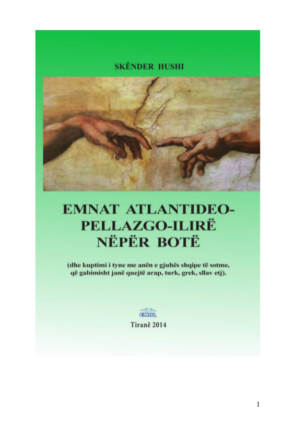 SKËNDER HUSHI
EMNAT ATLANTIDEO-
PELLAZGO-ILIRË
NËPËR BOTË
(dhe kuptimi i tyne me anën e gjuhës shqipe të sotme,
që gabimisht janë quejtë arap, turk, grek, sllav etj).
Tiranë 2014
1